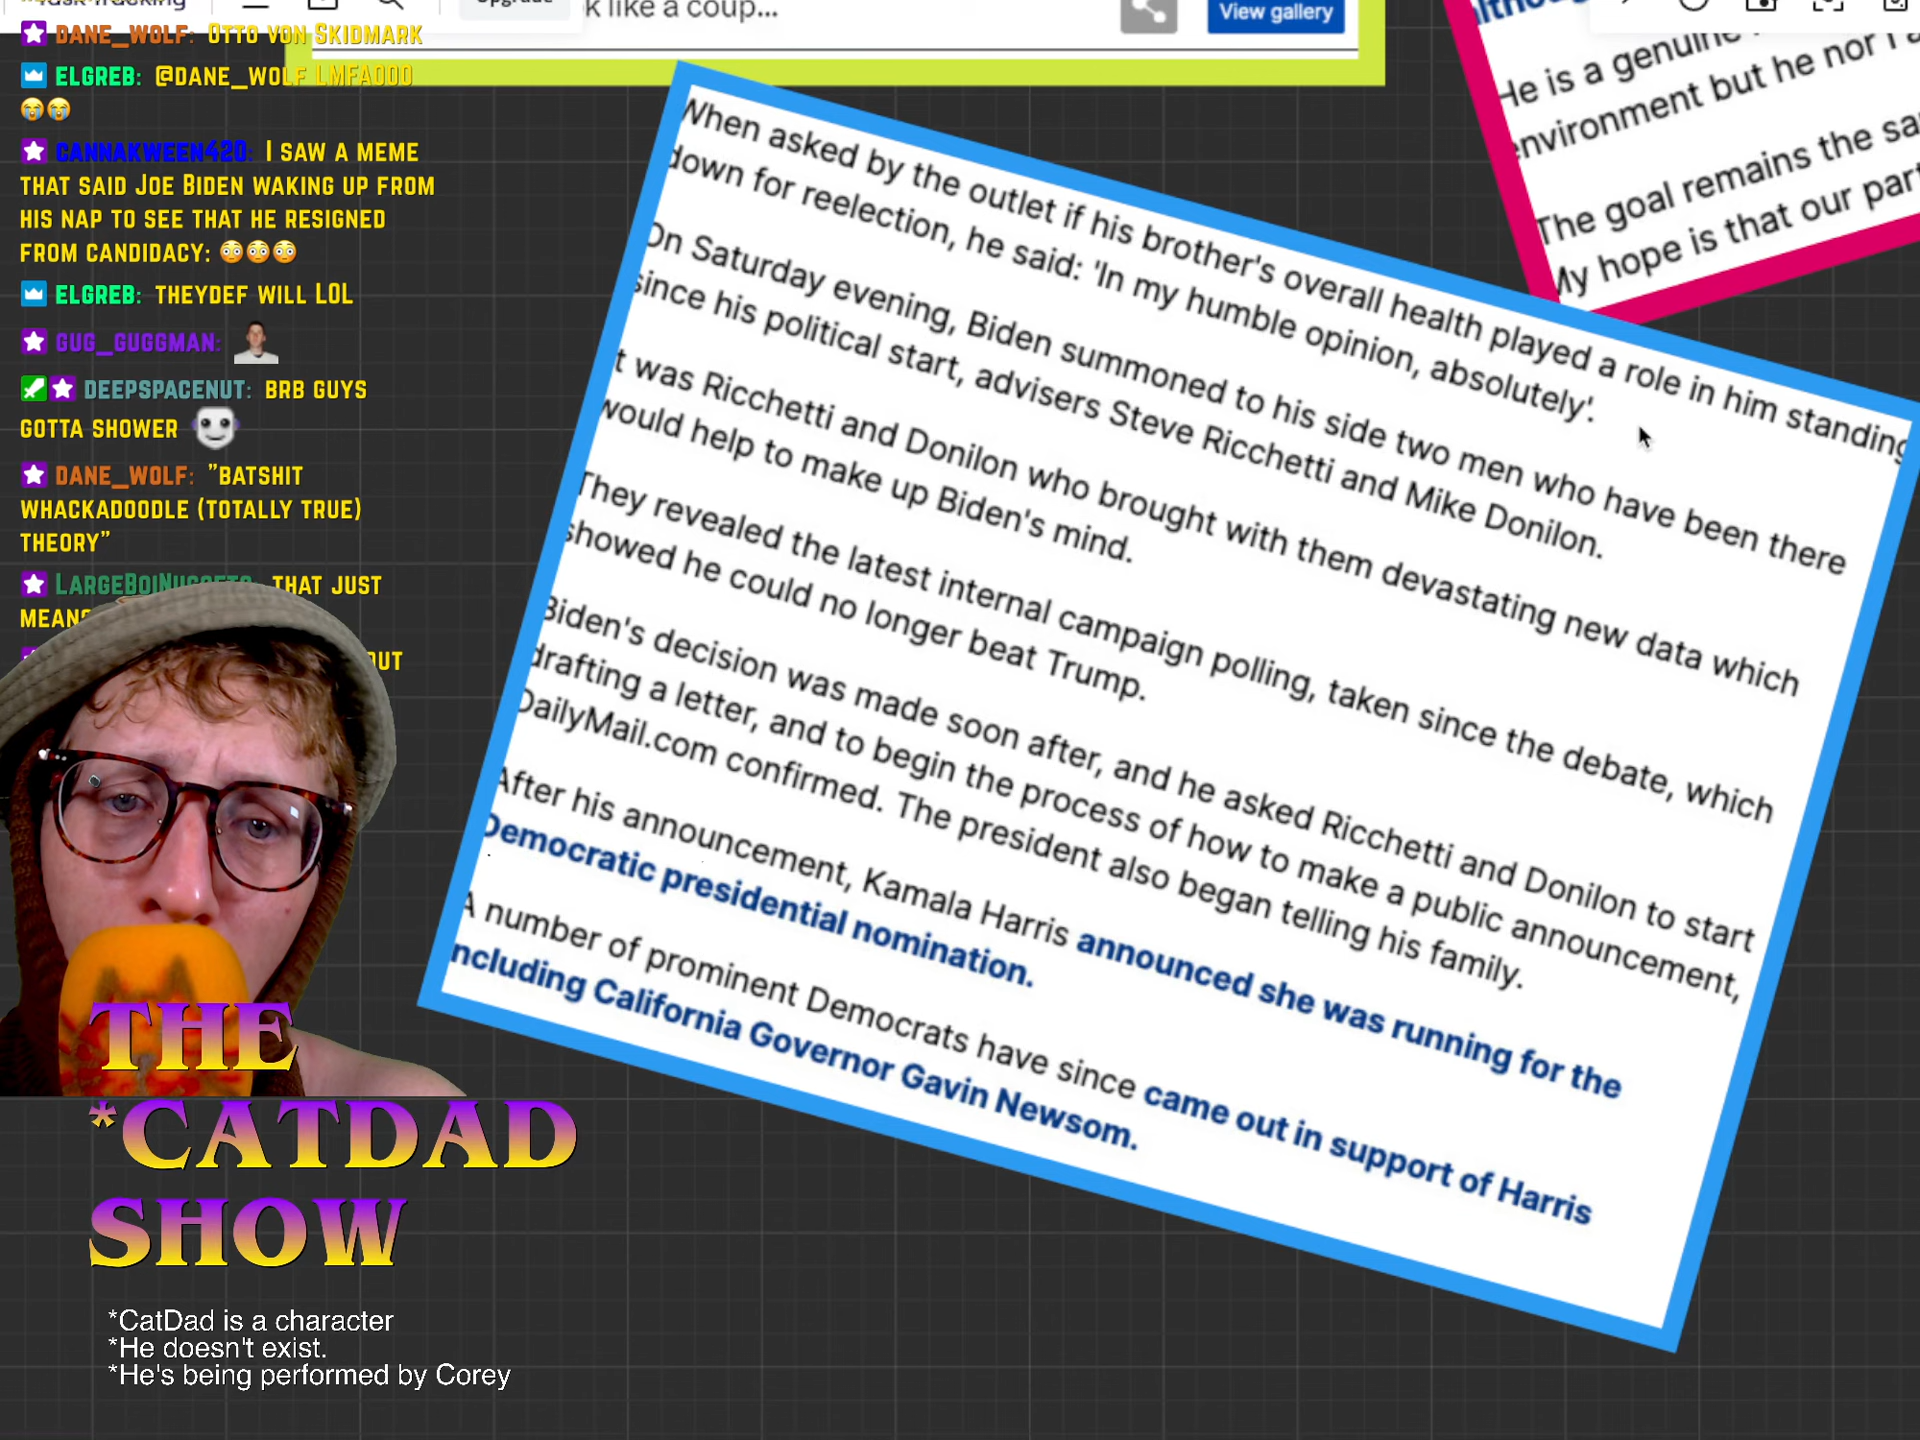 k like a coup...
View gallery
Upgrade
DANE_WOLF: OTTO VON SKIDMARK
ELGREB: @DANE_WOLF LMFAOOO
😭😭
CANNAKWEEN420: I SAW A MEME
THAT SAID JOE BIDEN WAKING UP FROM
HIS NAP TO SEE THAT HE RESIGNED
FROM CANDIDACY: 😳😳😳
ELGREB: THEYDEF WILL LOL
GUG_GUGGMAN:
DEEPSPACENUT: BRB GUYS
GOTTA SHOWER
DANE_WOLF: "BATSHIT
WHACKADOODLE (TOTALLY TRUE)
THEORY"
LARGEBOINUGGETS: THAT JUST
MEANS
OUT
He is a genuine
environment but he nor I a
The goal remains the sa
My hope is that our part
When asked by the outlet if his brother's overall health played a role in him standing
down for reelection, he said: 'In my humble opinion, absolutely'.
On Saturday evening, Biden summoned to his side two men who have been there
since his political start, advisers Steve Ricchetti and Mike Donilon.
t was Ricchetti and Donilon who brought with them devastating new data which
would help to make up Biden's mind.
They revealed the latest internal campaign polling, taken since the debate, which
showed he could no longer beat Trump.
Biden's decision was made soon after, and he asked Ricchetti and Donilon to start
drafting a letter, and to begin the process of how to make a public announcement,
DailyMail.com confirmed. The president also began telling his family.
After his announcement, Kamala Harris announced she was running for the
Democratic presidential nomination.
A number of prominent Democrats have since came out in support of Harris
ncluding California Governor Gavin Newsom.
THE
*CATDAD
SHOW
*CatDad is a character
*He doesn't exist.
*He's being performed by Corey